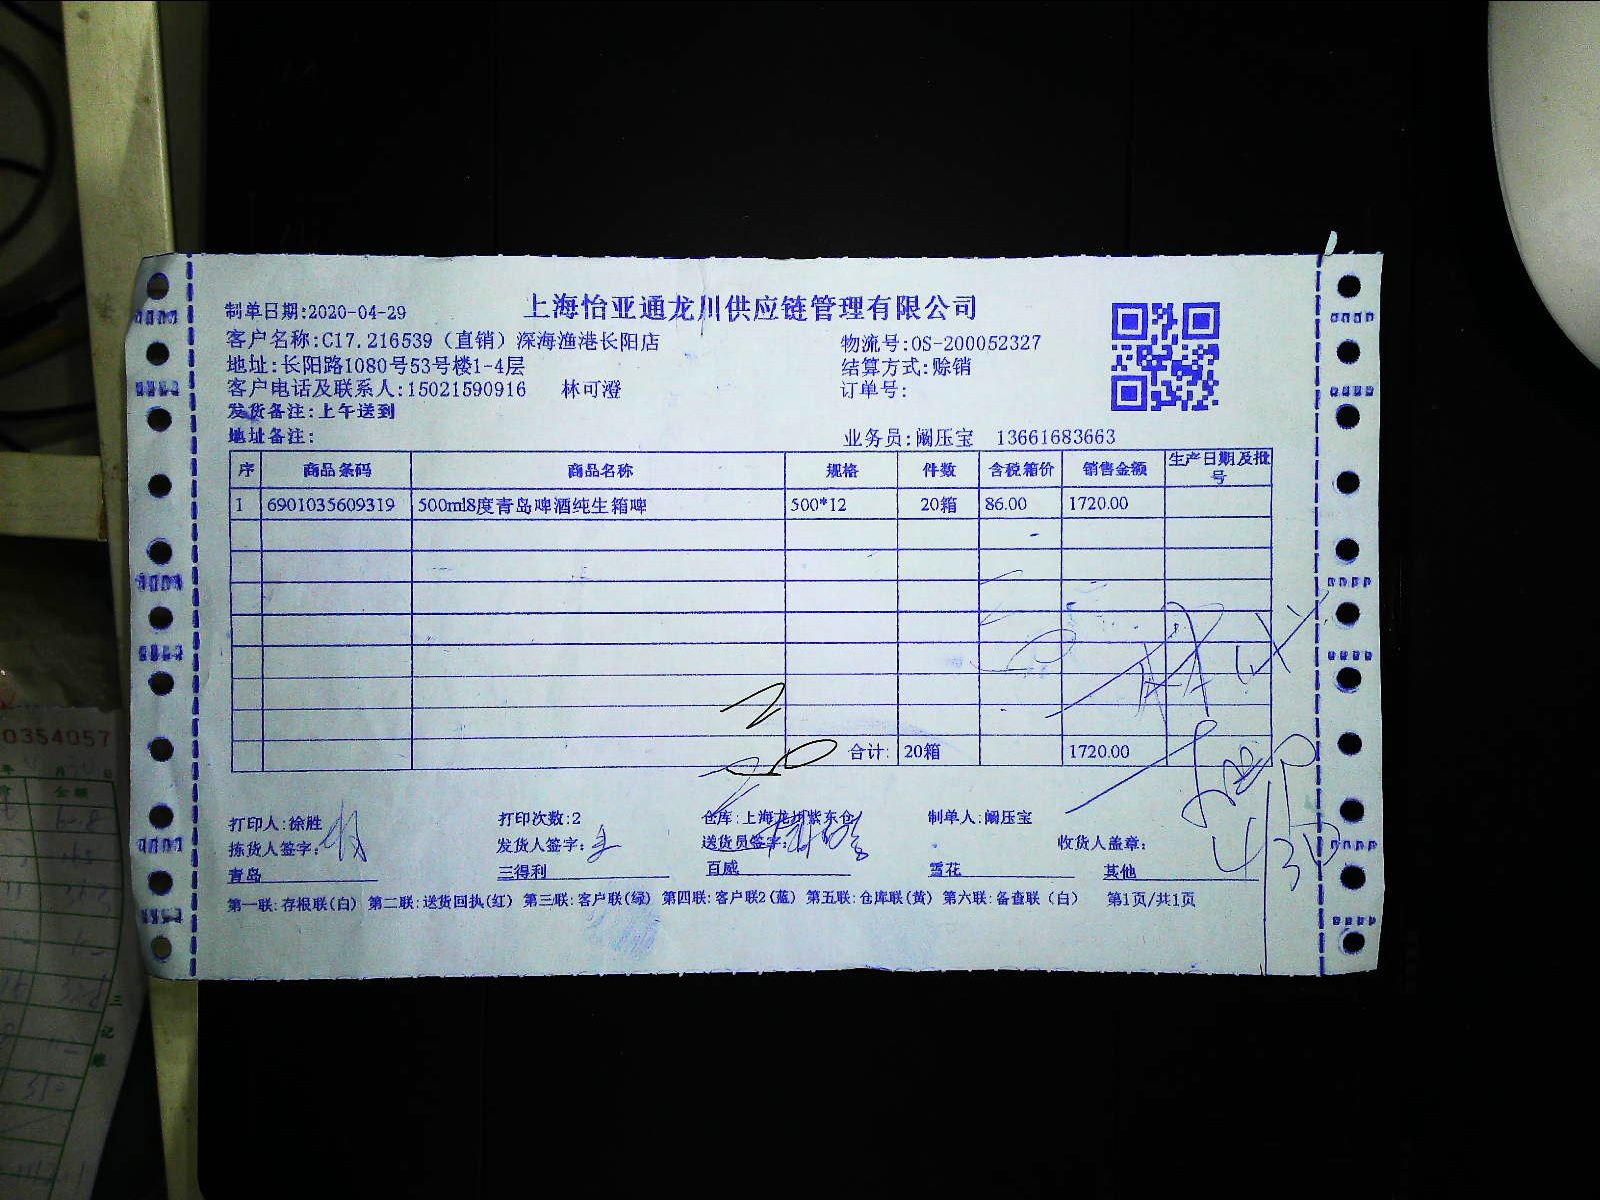 上海怡亚通龙川供应链管理有限公司
制单日期:2020-04-29
客户名称:C17.216539（直销）深海渔港长阳店 物流号:OS-200052327
地址:长阳路1080号53号楼1-4层 结算方式:赊销
客户电话及联系人:15021590916 林可澄 订单号:
发货备注:上午送到
地址备注: 业务员:阚压宝 13661683663
序 商品条码 商品名称 规格 件数 含税箱价 销售金额 生产日期及批号
1 6901035609319 500ml8度青岛啤酒纯生箱啤 500*12 20箱 86.00 1720.00
20
合计: 20箱 1720.00
打印人:徐胜 打印次数:2 仓库:上海龙川紫东仓 制单人:阚压宝
拣货人签字: 发货人签字: 送货员签字: 收货人盖章:
4/30
青岛 三得利 百威 雪花 其他
第一联:存根联(白) 第二联:送货回执(红) 第三联:客户联(绿) 第四联:客户联2(蓝) 第五联:仓库联(黄) 第六联:备查联（白） 第1页/共1页
0354057
金额